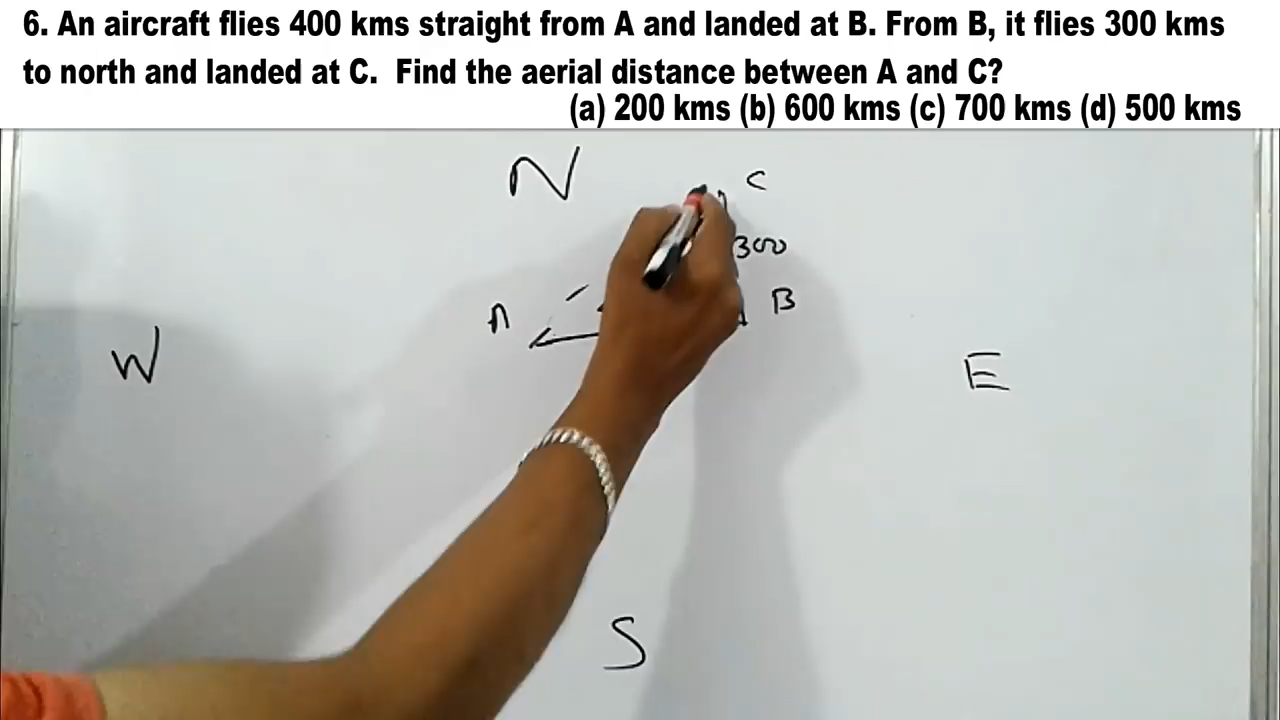 6. An aircraft flies 400 kms straight from A and landed at B. From B, it flies 300 kms
to north and landed at C.  Find the aerial distance between A and C?
(a) 200 kms (b) 600 kms (c) 700 kms (d) 500 kms
N
C
300
A
B
W
E
S